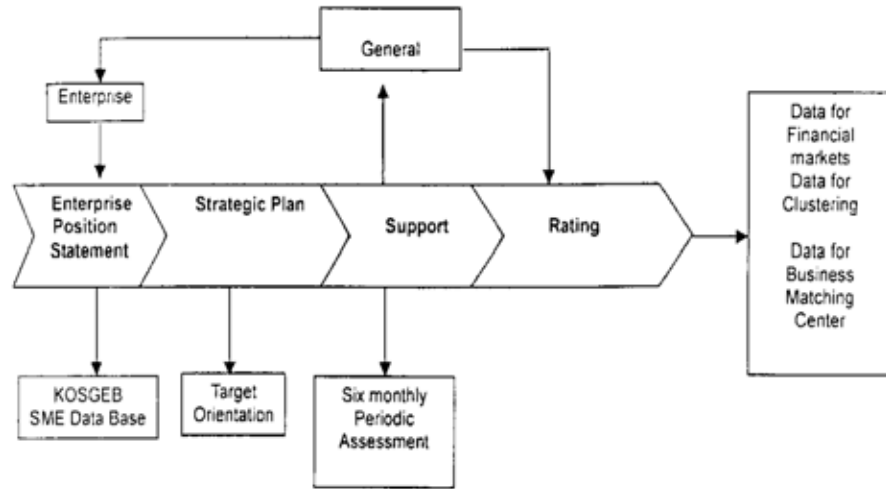 General
Enterprise
Enterprise
Position
Statement
Strategic Plan
Support
Rating
Data for
Financial
markets
Data for
Clustering
Data for
Business
Matching
Center
KOSGEB
SME Data Base
Target
Orientation
Six monthly
Periodic
Assessment